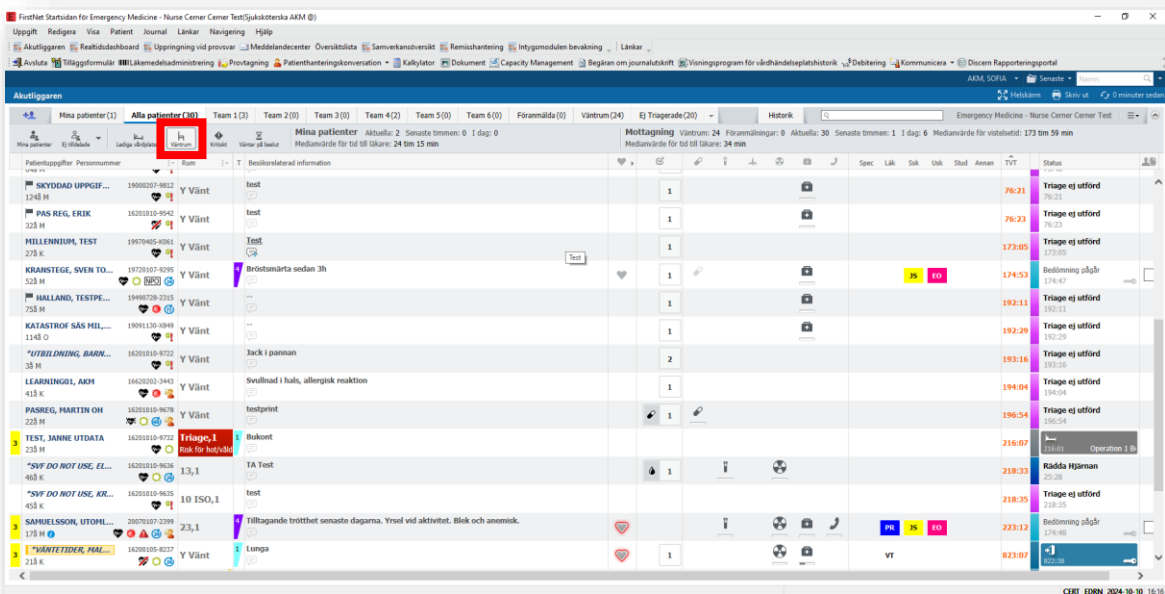 FirstNet Startsidan för Emergency Medicine - Nurse Cerner Cerner Test(Sjuksköterska AKM @)
Uppgift Redigera Visa Patient Journal Länkar Navigering Hjälp
Akutliggaren Realtidsdashboard Uppringning vid provsvar Meddelandecenter Översiktslista Samverkansöversikt Remisshantering Intygomodulen bevakning Länkar
Avsluta Tilläggsformulär Läkemedelsadministrering Provtagning Patienthanteringskonversation Kalkylator Dokument Capacity Management Begäran om journalutskrift Visningsprogram för vårdhändelseplatshistorik Debitering Kommunicera Discern Rapporteringsportal
AKM, SOFIA Senaste Namn
Akutliggaren Helskärm Skriv ut 0 minuter sedan
Mina patienter (1) Alla patienter (30) Team 1 (3) Team 2 (0) Team 3 (0) Team 4 (2) Team 5 (0) Team 6 (0) Föranmälda (0) Väntrum (24) Ej Triagerade (20) Historik Emergency Medicine - Nurse Cerner Cerner Test
Mina patienter Ej tilldelade Lediga vårdplatser Väntrum Kritiskt Väntar på beslut
Mina patienter Aktuella: 2 Senaste timmen: 0 I dag: 0
Medianvärde för tid till läkare: 24 tim 15 min
Mottagning Väntrum: 24 Föranmälningar: 0 Aktuella: 30 Senaste timmen: 1 I dag: 6 Medianvärde för vistelsetid: 173 tim 59 min
Medianvärde för tid till läkare: 34 min
Patientuppgifter Personnummer Rum T Besöksrelaterad information Spec Läk Ssk Usk Stud Annan TVT Status
SKYDDAD UPPGIF... 19000207-9812 Y Vänt test 1 76:21 Triage ej utförd
124å M 76:21
PAS REG, ERIK 16201010-9542 Y Vänt test 1 76:23 Triage ej utförd
32å M 76:23
MILLENNIUM, TEST 19970405-K061 Y Vänt Test 1 173:05 Triage ej utförd
27å K 173:05
Test
KRANSTEGE, SVEN TO... 19720107-9295 Y Vänt 4 Bröstsmärta sedan 3h 1 JS EO 174:53 Bedömning pågår
52å M NPO 174:47
HALLAND, TESTPE... 19490728-2315 Y Vänt -- 1 192:11 Triage ej utförd
75å M 192:11
KATASTROF SÄS MIL,... 19091130-X049 Y Vänt -- 1 192:29 Triage ej utförd
114å O 192:29
*UTBILDNING, BARN... 16201010-9722 Y Vänt Jack i pannan 2 193:16 Triage ej utförd
3å M 193:16
LEARNING01, AKM 16620202-3443 Y Vänt Svullnad i hals, allergisk reaktion 1 194:04 Triage ej utförd
41å K 194:04
PASREG, MARTIN OH 16201010-9678 Y Vänt testprint 1 196:54 Triage ej utförd
22å M 196:54
3 TEST, JANNE UTDATA 16201010-9732 Triage,1 1 Bukont 216:07
23å M Risk för hot/våld 216:01 Operation 1 B
*SVF DO NOT USE, EL... 16201010-9636 13,1 TA Test 1 218:33 Rädda Hjärnan
46å K 25:28
*SVF DO NOT USE, KR... 16201010-9635 10 ISO,1 test 218:35 Triage ej utförd
45å K 218:35
3 SAMUELSSON, UTOML... 20070107-2399 23,1 4 Tilltagande trötthet senaste dagarna. Yrsel vid aktivitet. Blek och anemisk. PR JS EO 223:12 Bedömning pågår
17å M 174:48
3 *VÄNTETIDER, MAL... 16200105-8237 Y Vänt 1 Lunga 1 VT 823:07
21å K 822:38
CERT EDRN 2024-10-10 16:16